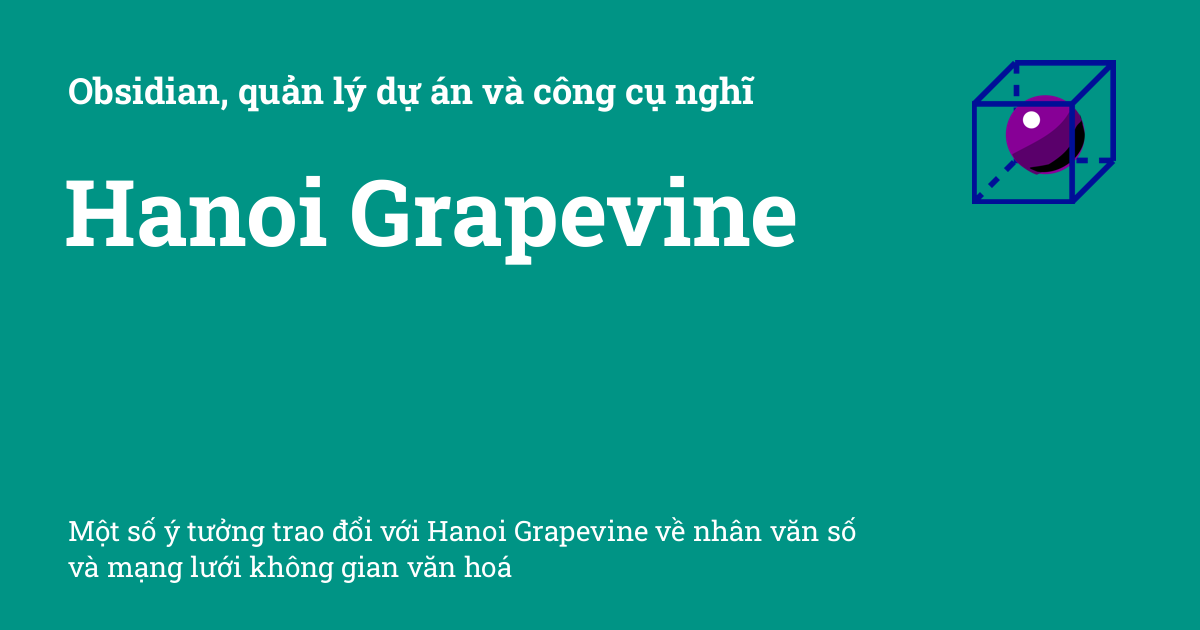 Obsidian, quản lý dự án và công cụ nghĩ
Hanoi Grapevine
Một số ý tưởng trao đổi với Hanoi Grapevine về nhân văn số
và mạng lưới không gian văn hoá